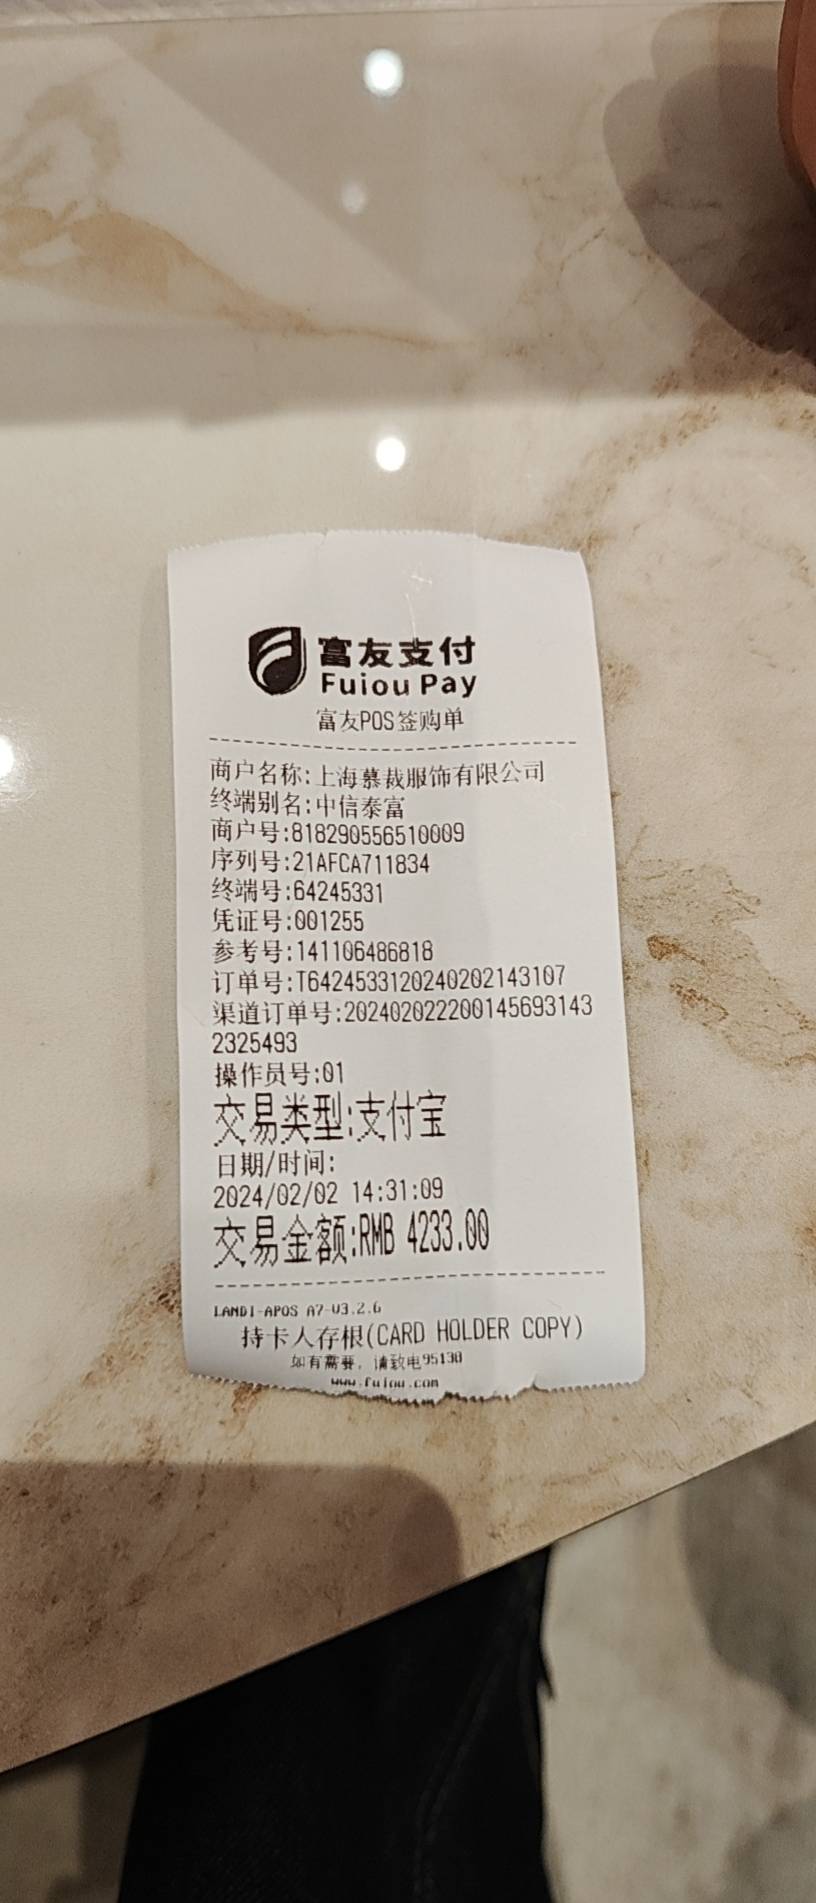 富友支付
Fuiou Pay
富友POS签购单
商户名称:上海慕裁服饰有限公司
终端别名:中信泰富
商户号:818290556510009
序列号:21AFCA711834
终端号:64245331
凭证号:001255
参考号:141106486818
订单号:T6424533120240202143107
渠道订单号:202402022200145693143
2325493
操作员号:01
交易类型:支付宝
日期/时间:
2024/02/02 14:31:09
交易金额:RMB 4233.00
LANDI-APOS A7-V3.2.6
持卡人存根(CARD HOLDER COPY)
如有需要，请致电95138
www.fuiou.com